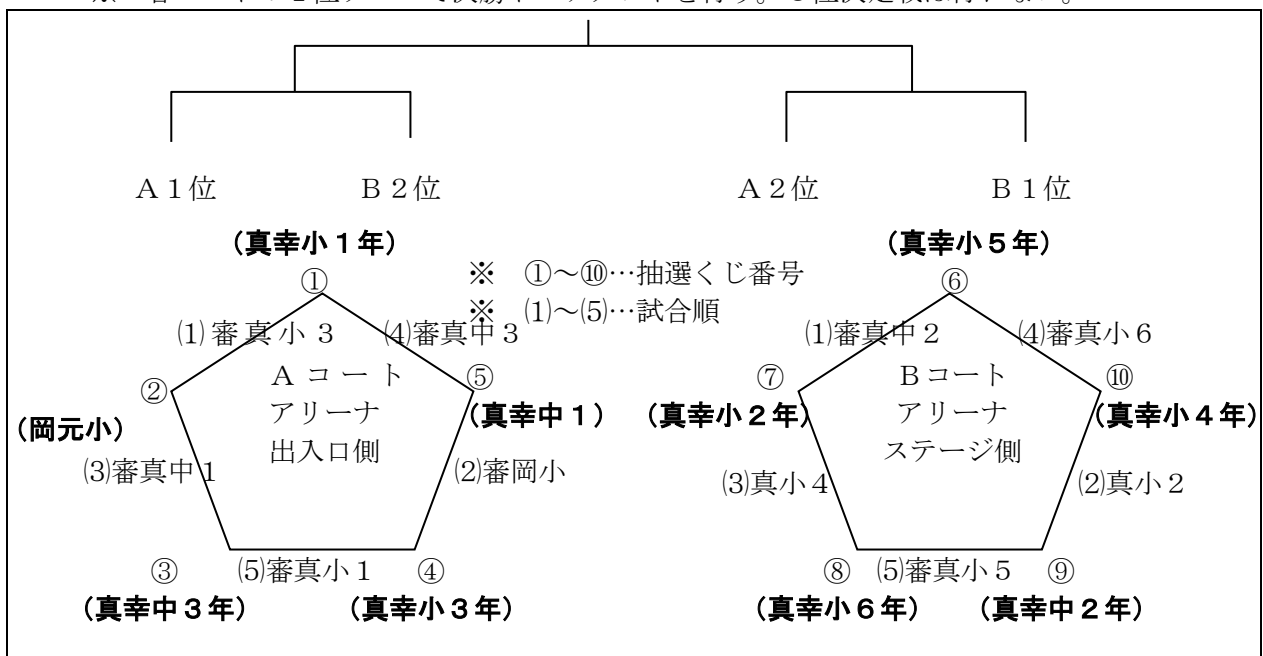 Ａ１位　Ｂ２位　Ａ２位　Ｂ１位
（真幸小１年）　（真幸小５年）
①　※　①～⑩…抽選くじ番号　⑥
※　⑴～⑸…試合順
⑴審真小３　⑷審真中３　⑴審真中２　⑷審真小６
②　Ａコート　⑤　⑦　Ｂコート　⑩
（岡元小）　アリーナ　（真幸中１）　（真幸小２年）　アリーナ　（真幸小４年）
出入口側　ステージ側
⑶審真中１　⑵審岡小　⑶真小４　⑵真小２
③　⑸審真小１　④　⑧　⑸審真小５　⑨
（真幸中３年）　（真幸小３年）　（真幸小６年）　（真幸中２年）